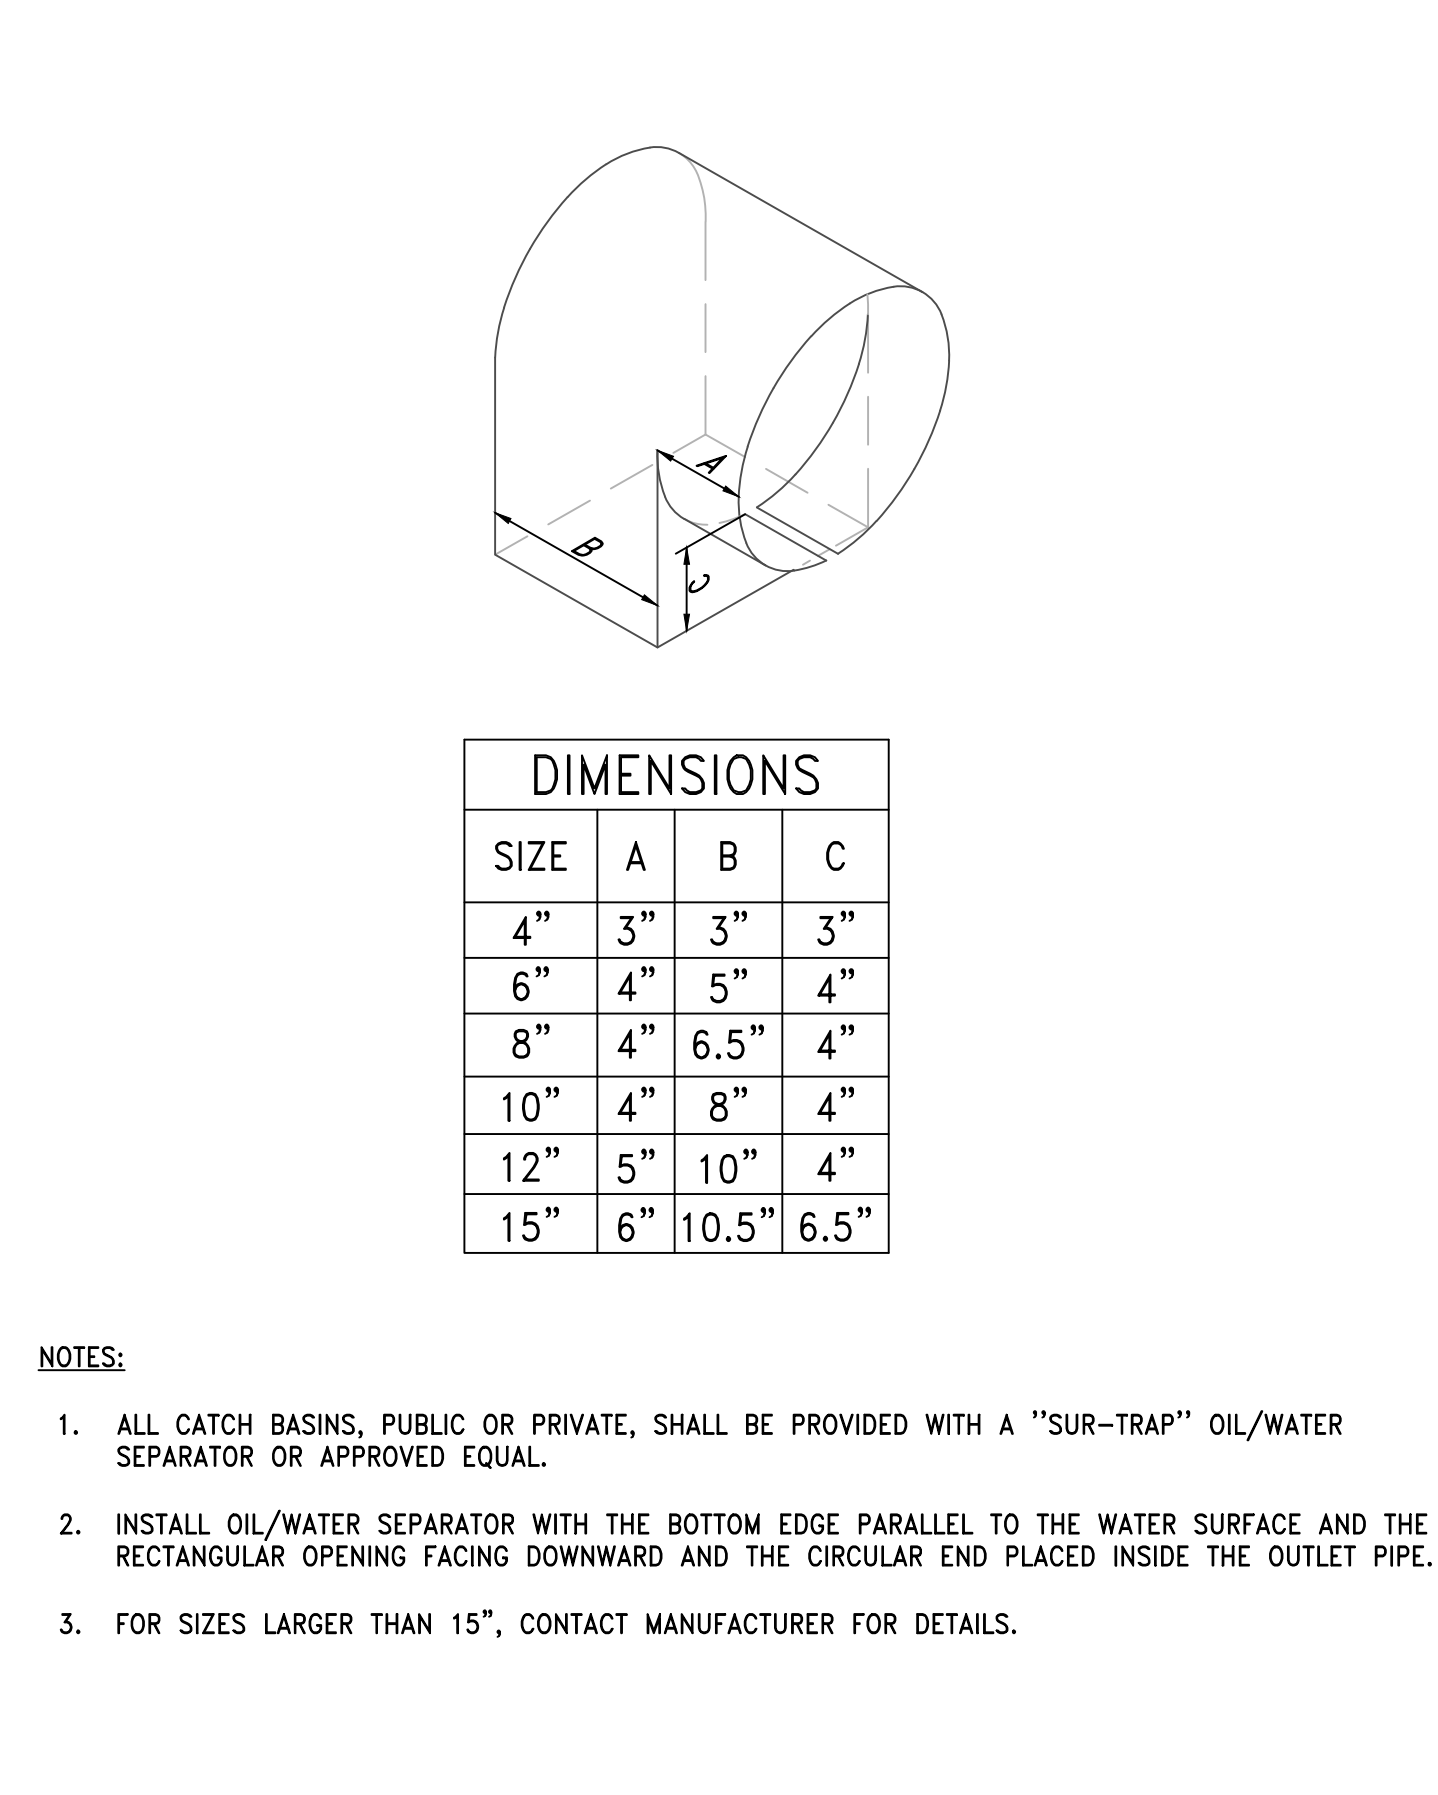 A
B
C
DIMENSIONS
SIZE A B C
4” 3” 3” 3”
6” 4” 5” 4”
8” 4” 6.5” 4”
10” 4” 8” 4”
12” 5” 10” 4”
15” 6” 10.5” 6.5”
NOTES:
1. ALL CATCH BASINS, PUBLIC OR PRIVATE, SHALL BE PROVIDED WITH A ''SUR-TRAP'' OIL/WATER
SEPARATOR OR APPROVED EQUAL.
2. INSTALL OIL/WATER SEPARATOR WITH THE BOTTOM EDGE PARALLEL TO THE WATER SURFACE AND THE
RECTANGULAR OPENING FACING DOWNWARD AND THE CIRCULAR END PLACED INSIDE THE OUTLET PIPE.
3. FOR SIZES LARGER THAN 15”, CONTACT MANUFACTURER FOR DETAILS.